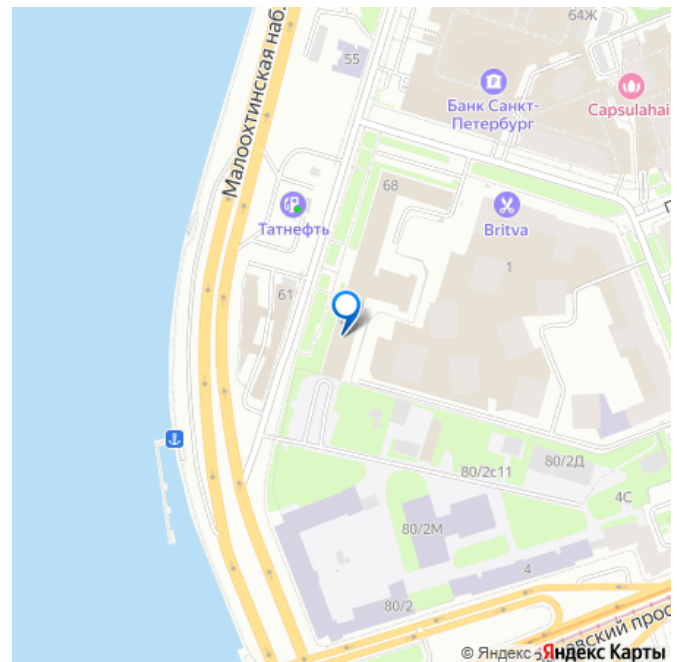 64Ж
55
Малоохтинская наб.
Банк Санкт-
Петербург
Capsulahai
68
Татнефть
Britva
1
61
80/2с11
80/2Д
4С
80/2М
4
80/2
© Яндекс
Яндекс Карты
вский прос